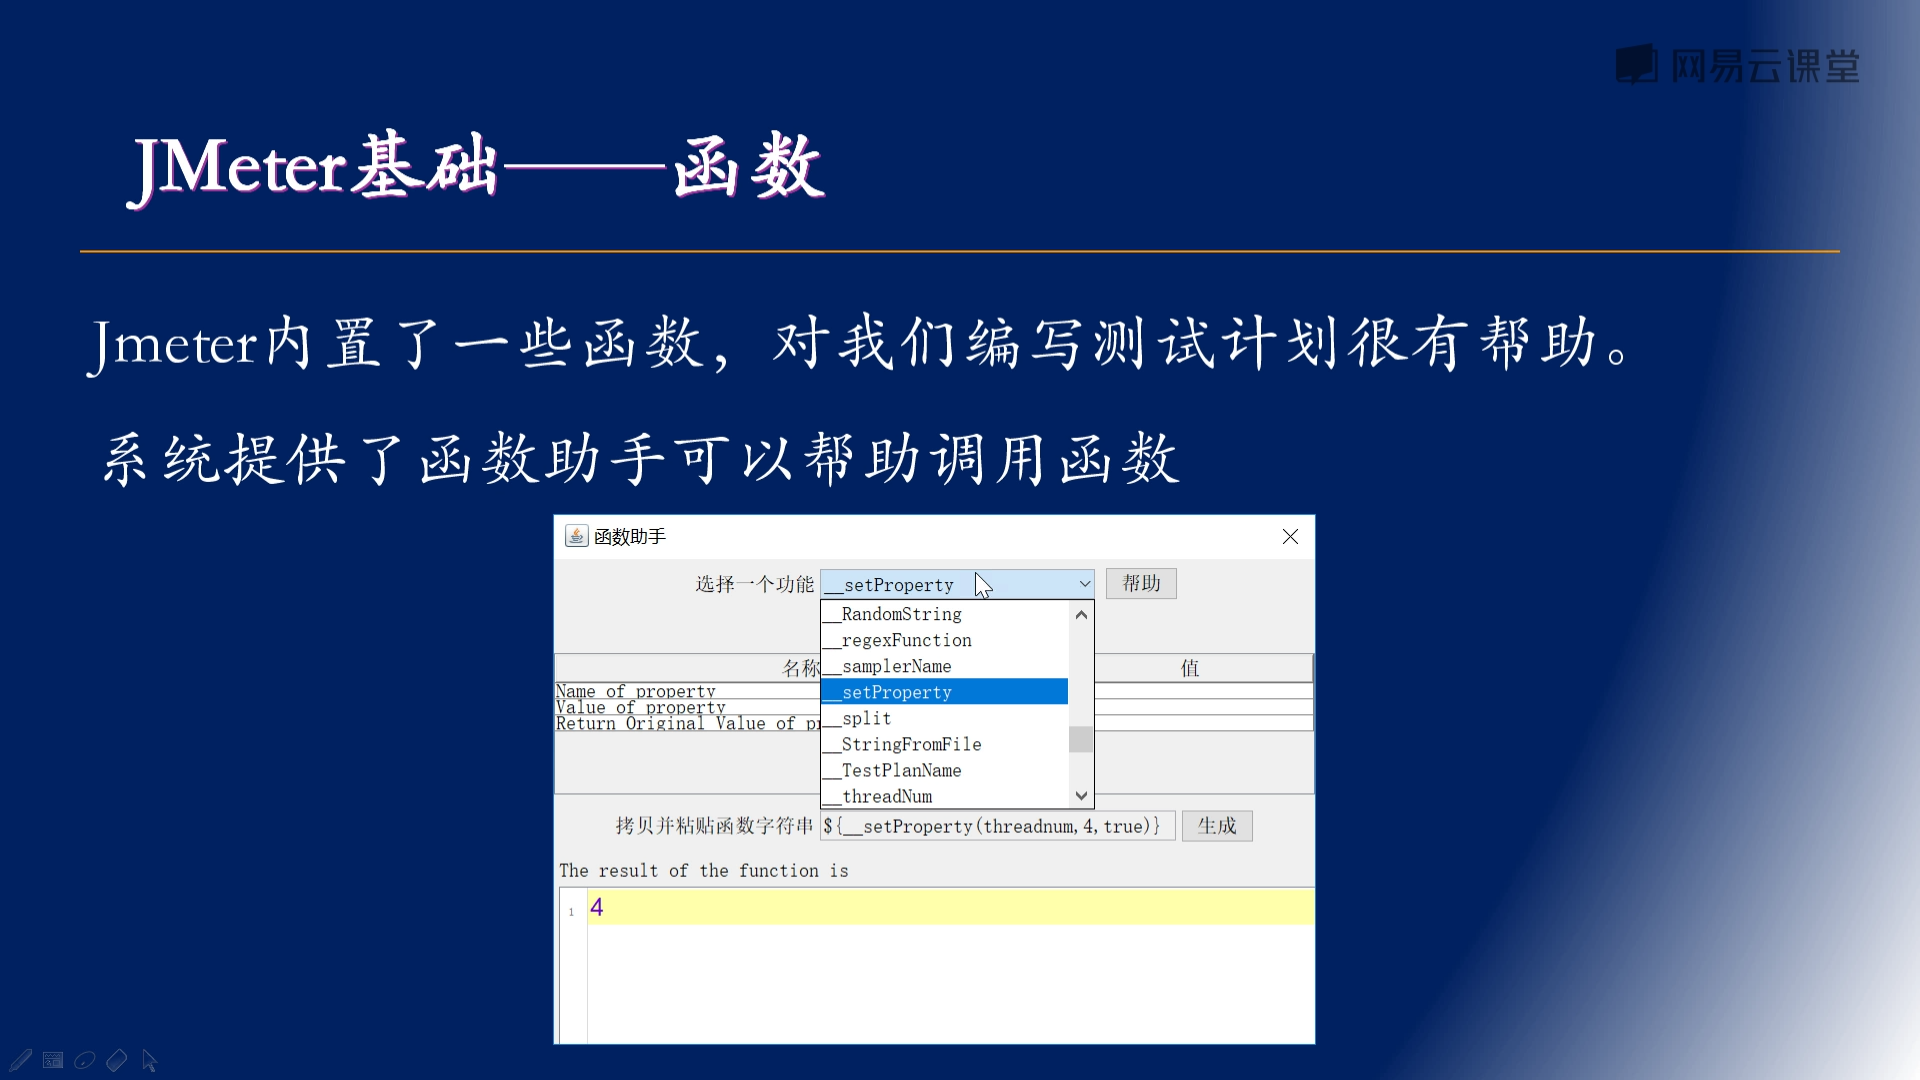 网易云课堂
JMeter基础——函数
Jmeter内置了一些函数，对我们编写测试计划很有帮助。
系统提供了函数助手可以帮助调用函数
函数助手
选择一个功能 __setProperty 帮助
__RandomString
__regexFunction
__samplerName
名称 值
__setProperty
Name of property
Value of property
__split
Return Original Value of
__StringFromFile
__TestPlanName
__threadNum
拷贝并粘贴函数字符串 ${__setProperty(threadnum,4,true)} 生成
The result of the function is
1 4